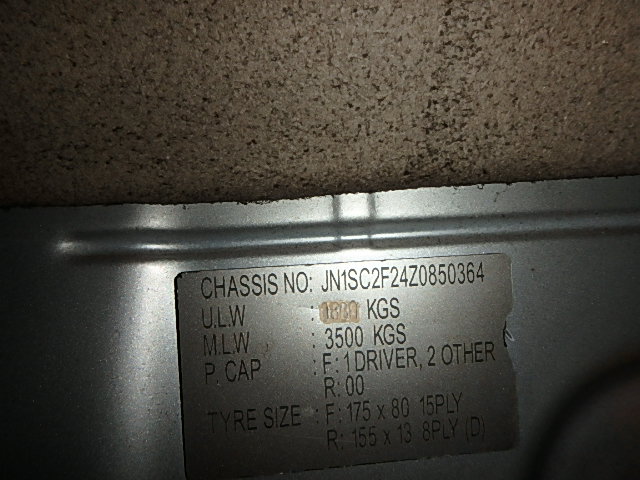 CHASSIS NO: JN1SC2F24Z0850364
U.L.W : KGS
M.L.W : 3500 KGS
P. CAP : F: 1 DRIVER, 2 OTHER
R: 00
TYRE SIZE : F: 175 x 80 15PLY
R: 155 x 13 8PLY (D)